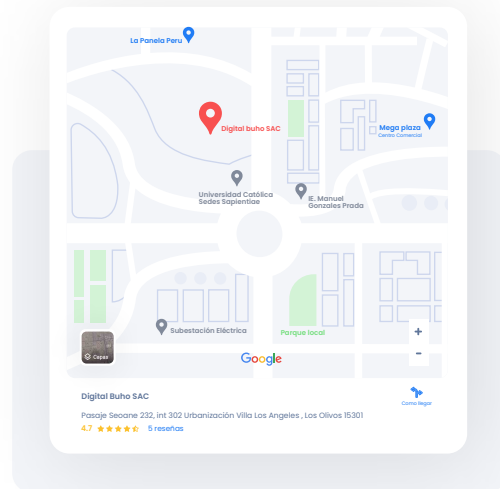 La Panela Peru
Digital buho SAC
Mega plaza
Centro Comercial
Universidad Católica
Sedes Sapientiae
IE. Manuel
Gonzales Prada
Subestación Eléctrica
Parque local
+
-
Capas
Google
Digital Buho SAC
Como llegar
Pasaje Seoane 232, int 302 Urbanización Villa Los Angeles , Los Olivos 15301
4.7 5 reseñas